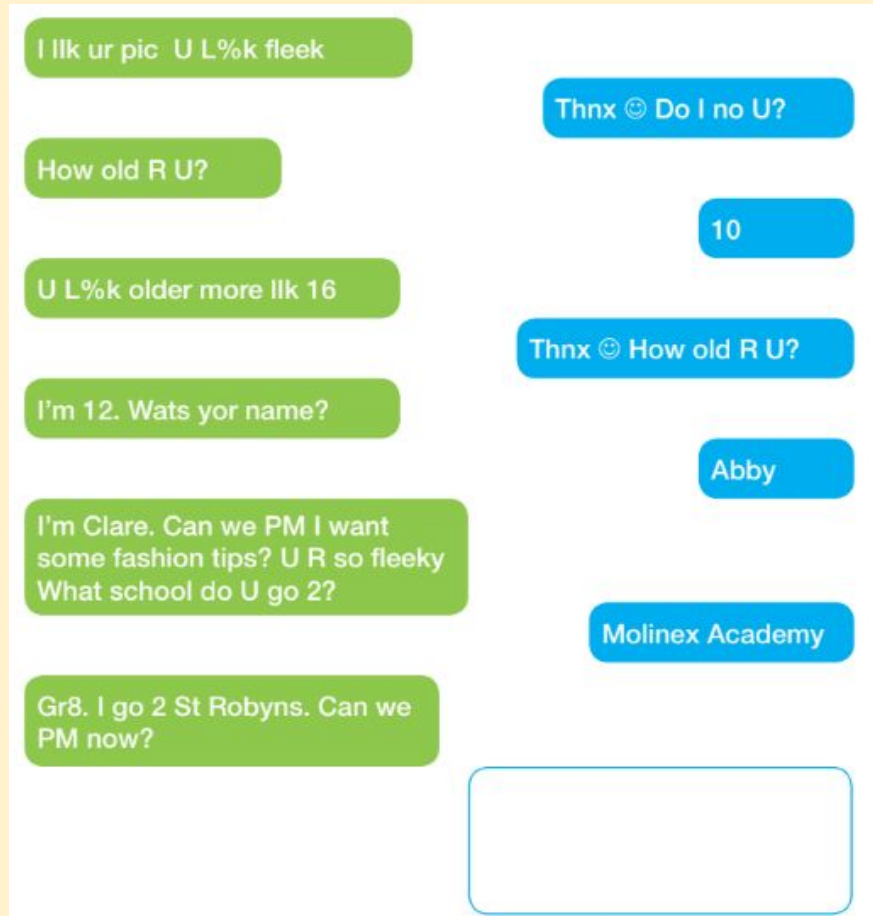 I lIk ur pic  U L%k fleek
Thnx ☺ Do I no U?
How old R U?
10
U L%k older more lIk 16
Thnx ☺ How old R U?
I'm 12. Wats yor name?
Abby
I'm Clare. Can we PM I want
some fashion tips? U R so fleeky
What school do U go 2?
Molinex Academy
Gr8. I go 2 St Robyns. Can we
PM now?